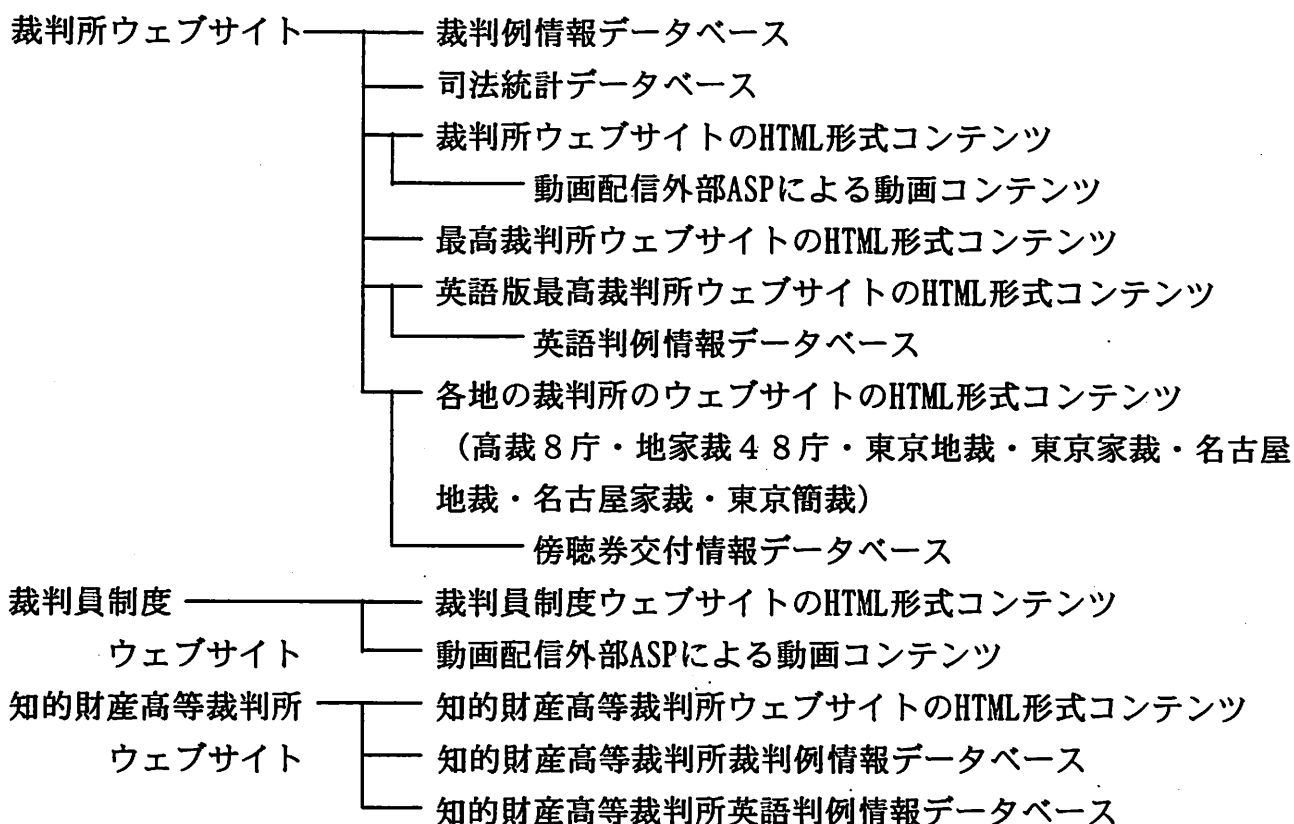 裁判所ウェブサイト 裁判例情報データベース
司法統計データベース
裁判所ウェブサイトのHTML形式コンテンツ
動画配信外部ASPによる動画コンテンツ
最高裁判所ウェブサイトのHTML形式コンテンツ
英語版最高裁判所ウェブサイトのHTML形式コンテンツ
英語判例情報データベース
各地の裁判所のウェブサイトのHTML形式コンテンツ
(高裁8庁・地家裁48庁・東京地裁・東京家裁・名古屋
地裁・名古屋家裁・東京簡裁)
傍聴券交付情報データベース
裁判員制度 裁判員制度ウェブサイトのHTML形式コンテンツ
ウェブサイト 動画配信外部ASPによる動画コンテンツ
知的財産高等裁判所 知的財産高等裁判所ウェブサイトのHTML形式コンテンツ
ウェブサイト 知的財産高等裁判所裁判例情報データベース
知的財産高等裁判所英語判例情報データベース